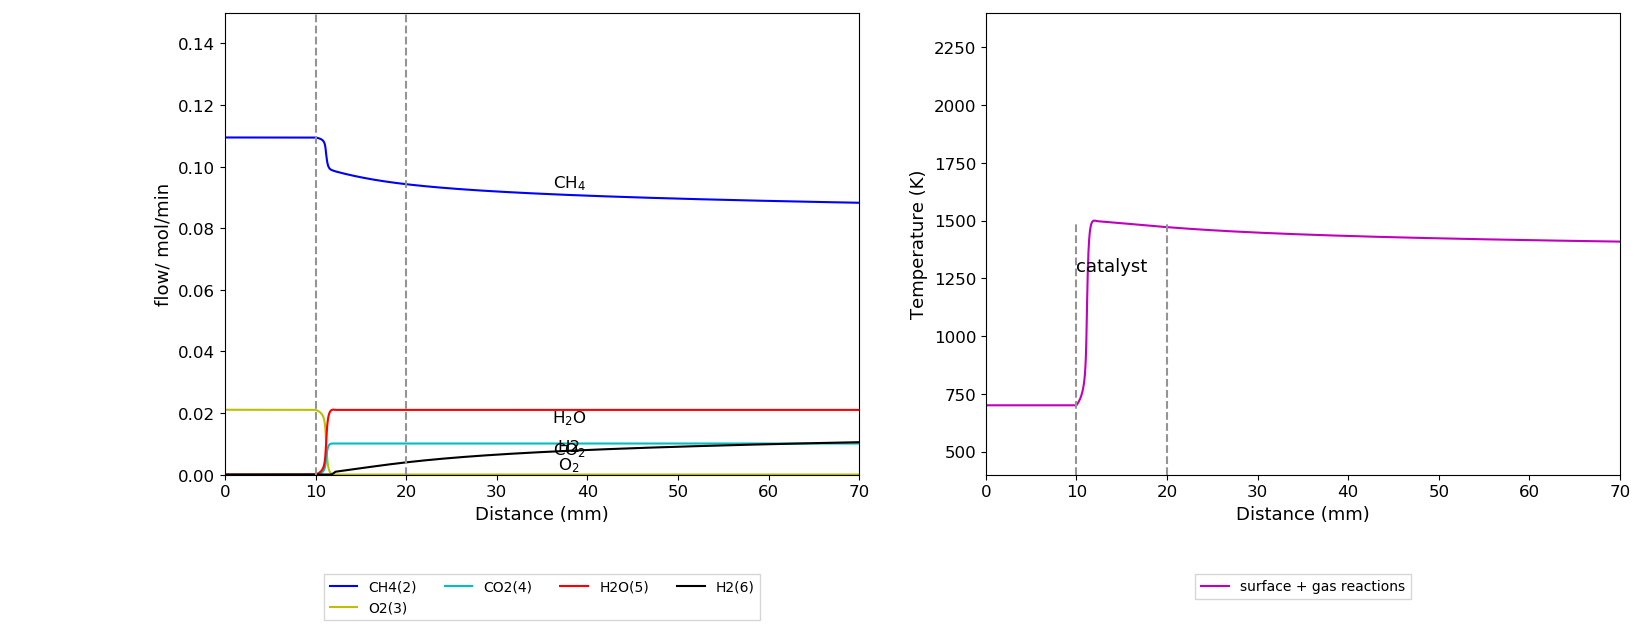 0.14
0.12
0.10
0.08
0.06
0.04
0.02
0.00
flow/ mol/min
CH4
H2O
H2
CO2
O2
0 10 20 30 40 50 60 70
Distance (mm)
CH4(2) CO2(4) H2O(5) H2(6)
O2(3)
2250
2000
1750
1500
1250
1000
750
500
Temperature (K)
catalyst
0 10 20 30 40 50 60 70
Distance (mm)
surface + gas reactions